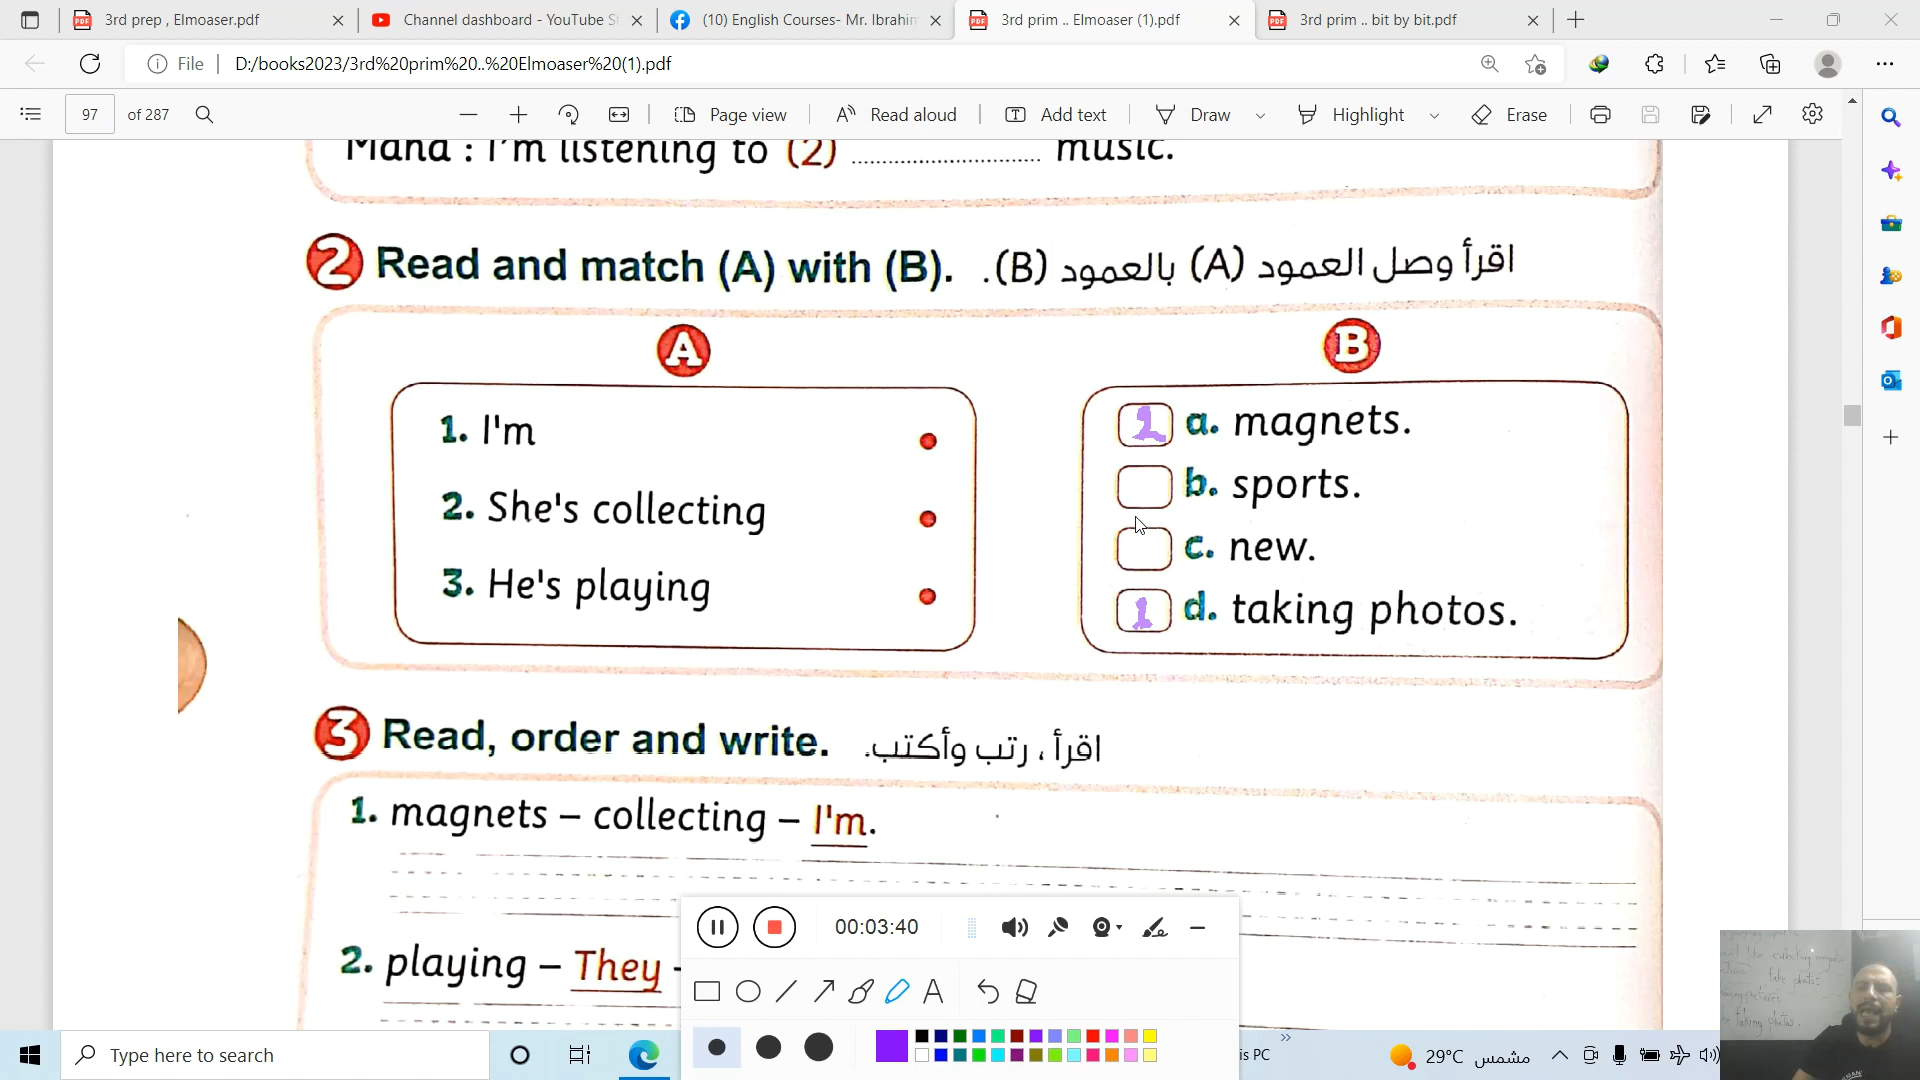 3rd prep , Elmoaser.pdf
Channel dashboard - YouTube St
(10) English Courses- Mr. Ibrahim
3rd prim .. Elmoaser (1).pdf
3rd prim .. bit by bit.pdf
File
D:/books2023/3rd%20prim%20..%20Elmoaser%20(1).pdf
97 of 287
Page view
Read aloud
Add text
Draw
Highlight
Erase
Maha : I'm listening to (2) .......................... music.
2 Read and match (A) with (B). اقرأ وصل العمود (A) بالعمود (B).
A
B
1. I'm
2. She's collecting
3. He's playing
2 a. magnets.
b. sports.
c. new.
1 d. taking photos.
3 Read, order and write. اقرأ ، رتب وأكتب.
1. magnets – collecting – I'm.
2. playing – They -
00:03:40
A
Type here to search
is PC
29°C مشمس